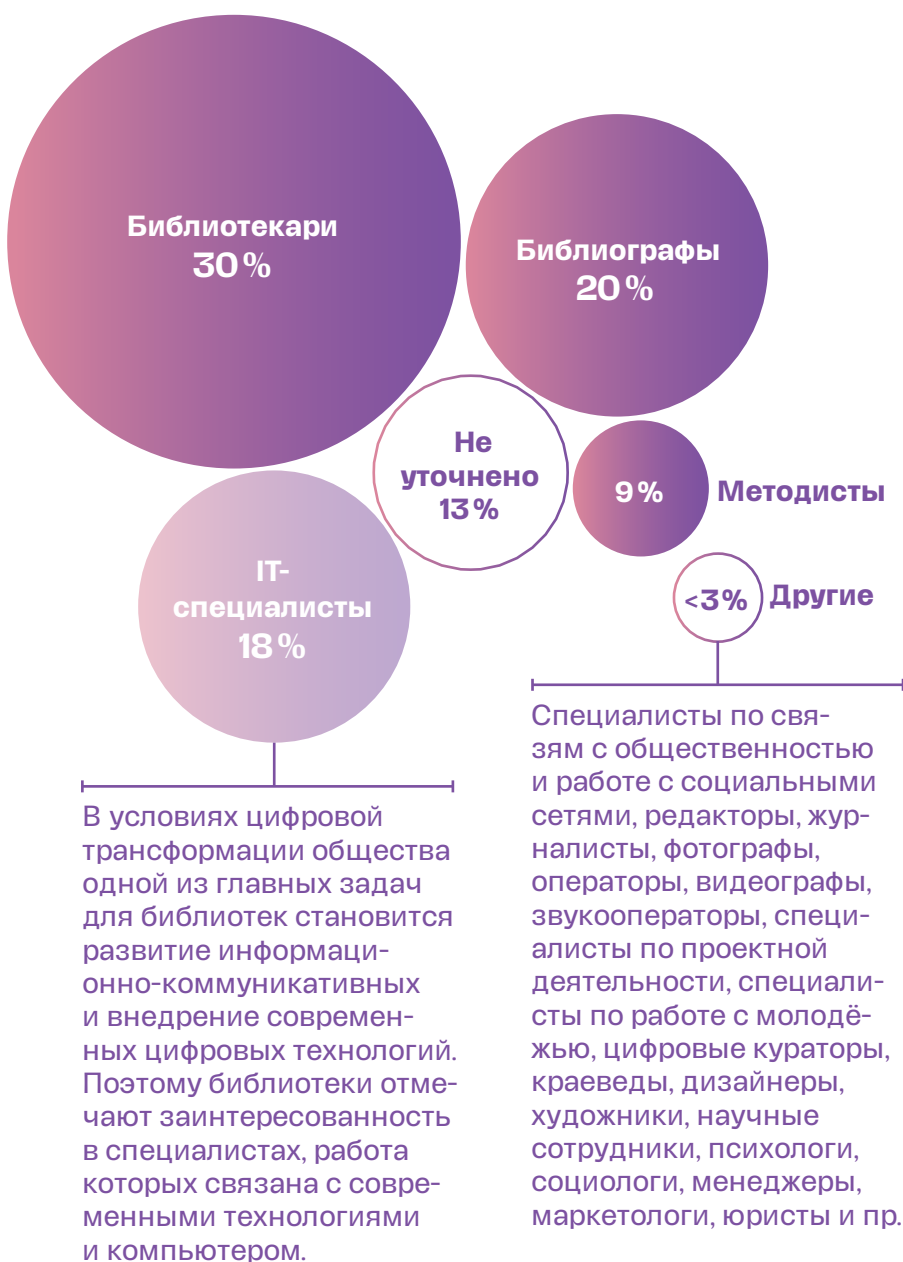 Библиотекари
30 %
Библиографы
20 %
Не
уточнено
13 %
9 %
Методисты
<3 %
Другие
IT-
специалисты
18 %
В условиях цифровой
трансформации общества
одной из главных задач
для библиотек становится
развитие информаци-
онно-коммуникативных
и внедрение современ-
ных цифровых технологий.
Поэтому библиотеки отме-
чают заинтересованность
в специалистах, работа
которых связана с совре-
менными технологиями
и компьютером.
Специалисты по свя-
зям с общественностью
и работе с социальными
сетями, редакторы, жур-
налисты, фотографы,
операторы, видеографы,
звукооператоры, специ-
алисты по проектной
деятельности, специали-
сты по работе с молодё-
жью, цифровые кураторы,
краеведы, дизайнеры,
художники, научные
сотрудники, психологи,
социологи, менеджеры,
маркетологи, юристы и пр.